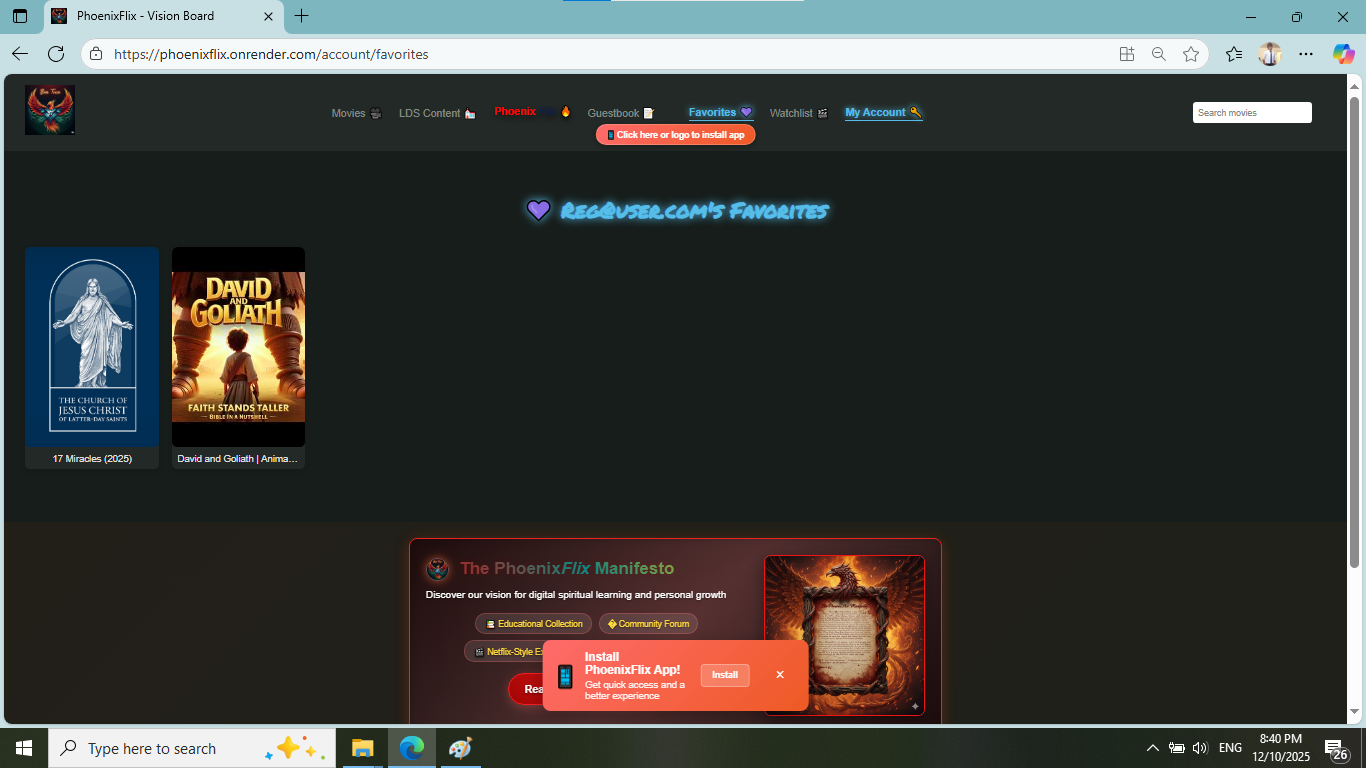 PhoenixFlix - Vision Board
https://phoenixflix.onrender.com/account/favorites
Movies LDS Content Phoenix Guestbook Favorites Watchlist My Account Search movies
Click here or logo to install app
Reg@user.com's Favorites
THE CHURCH OF
JESUS CHRIST
OF LATTER-DAY SAINTS
17 Miracles (2025)
DAVID
AND
GOLIATH
FAITH STANDS TALLER
— BIBLE IN A NUTSHELL —
David and Goliath | Anima...
The PhoenixFlix Manifesto
Discover our vision for digital spiritual learning and personal growth
Educational Collection
� Community Forum
Netflix-Style Ex
Rea
Install
PhoenixFlix App!
Get quick access and a
better experience
Install
×
Type here to search
ENG
8:40 PM
12/10/2025
26